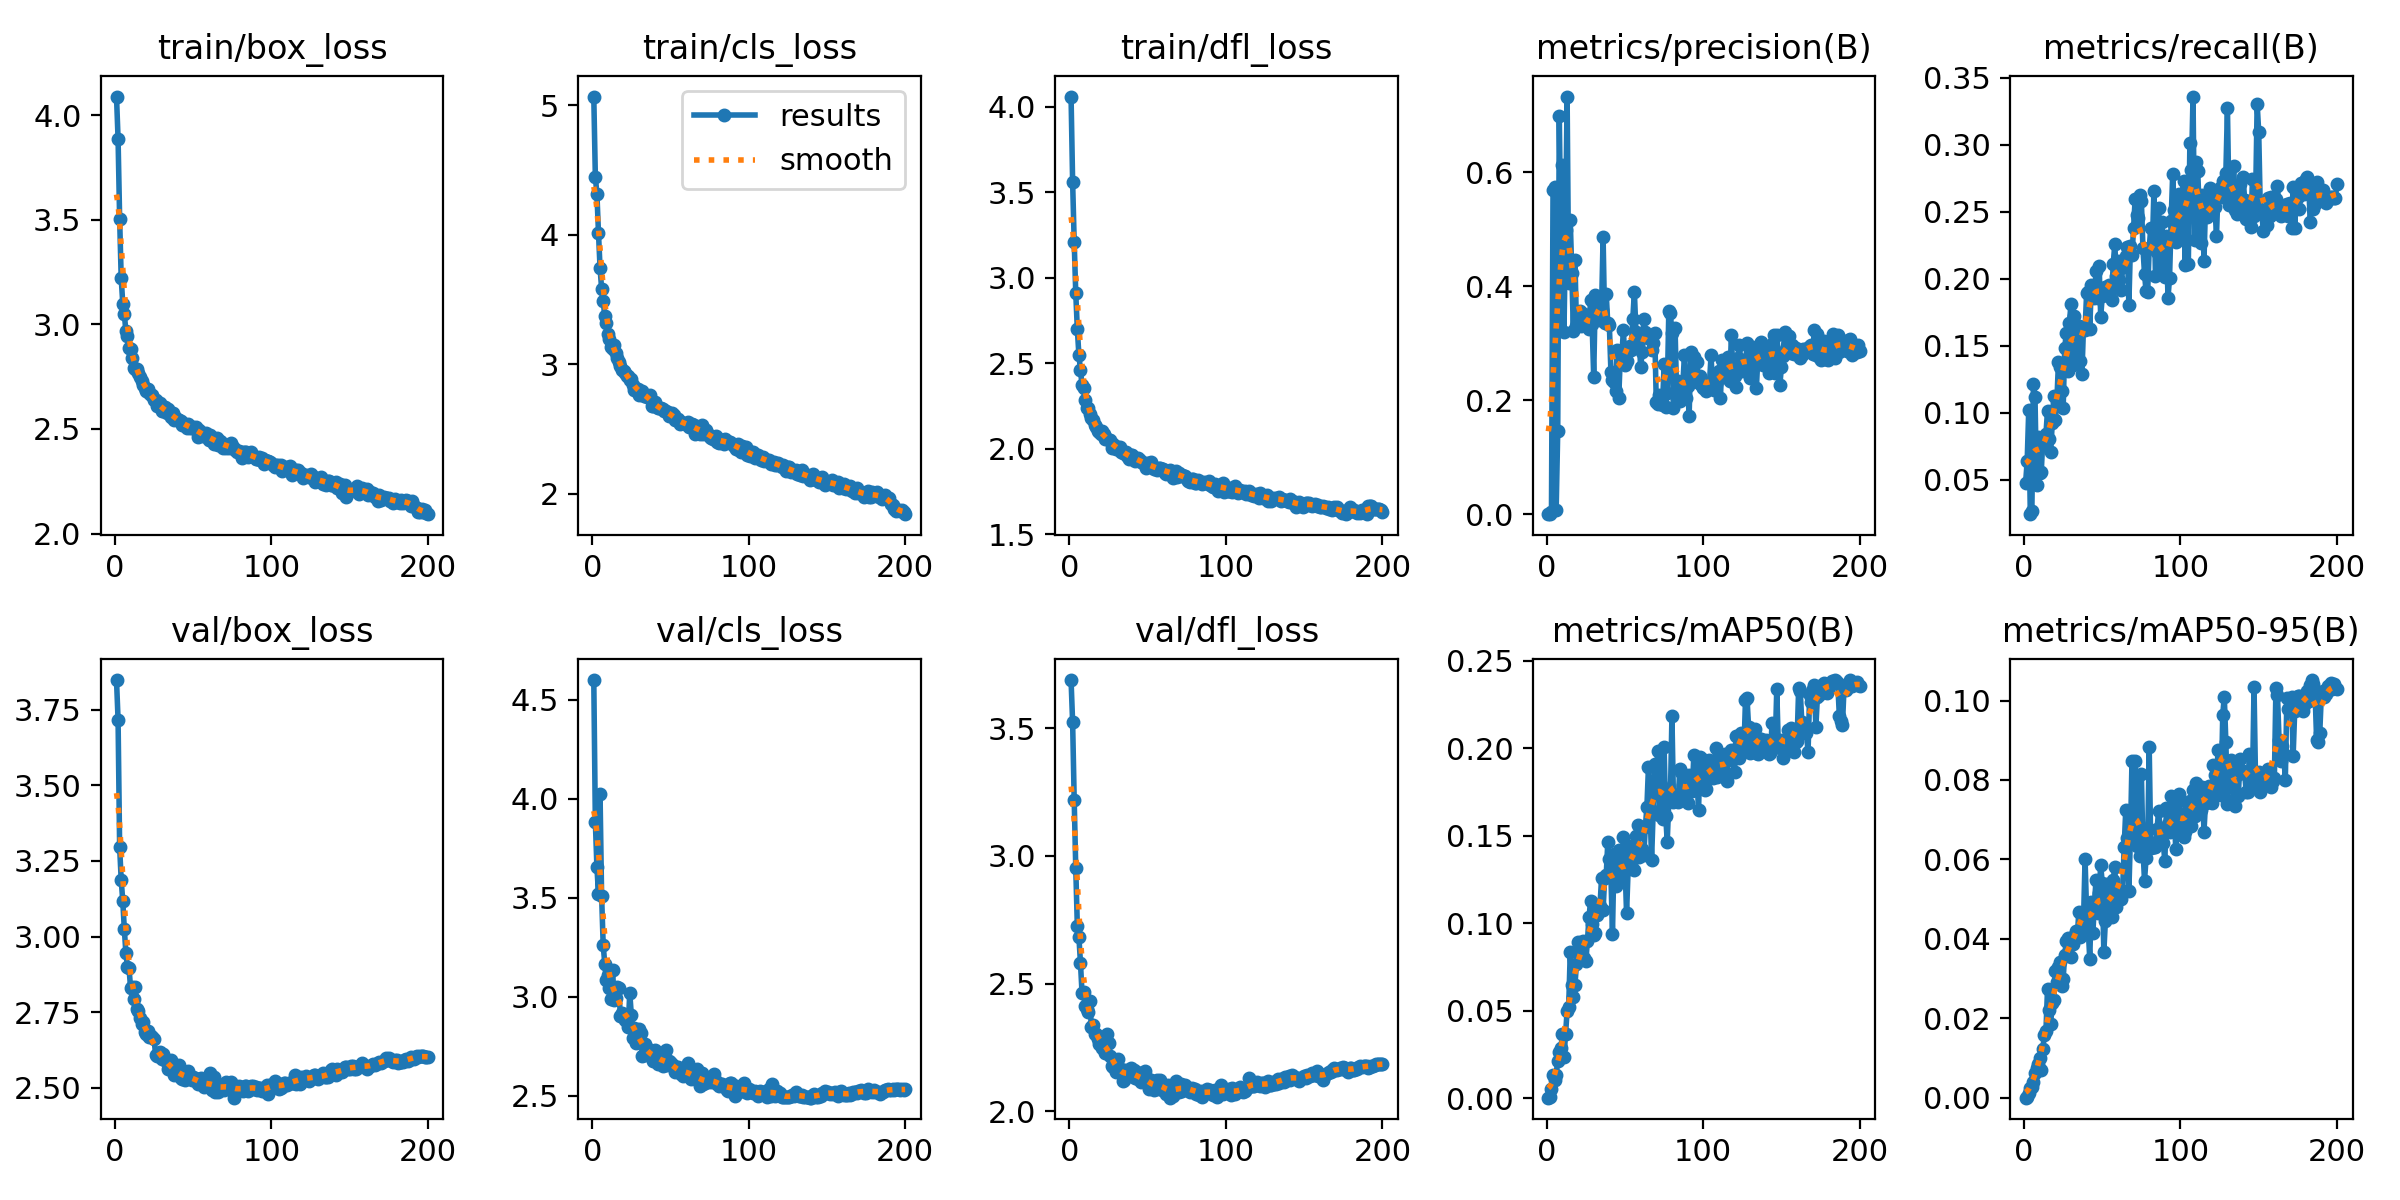 train/box_loss
4.0
3.5
3.0
2.5
2.0
0 100 200
train/cls_loss
results
smooth
5
4
3
2
0 100 200
train/dfl_loss
4.0
3.5
3.0
2.5
2.0
1.5
0 100 200
metrics/precision(B)
0.6
0.4
0.2
0.0
0 100 200
metrics/recall(B)
0.35
0.30
0.25
0.20
0.15
0.10
0.05
0 100 200
val/box_loss
3.75
3.50
3.25
3.00
2.75
2.50
0 100 200
val/cls_loss
4.5
4.0
3.5
3.0
2.5
0 100 200
val/dfl_loss
3.5
3.0
2.5
2.0
0 100 200
metrics/mAP50(B)
0.25
0.20
0.15
0.10
0.05
0.00
0 100 200
metrics/mAP50-95(B)
0.10
0.08
0.06
0.04
0.02
0.00
0 100 200